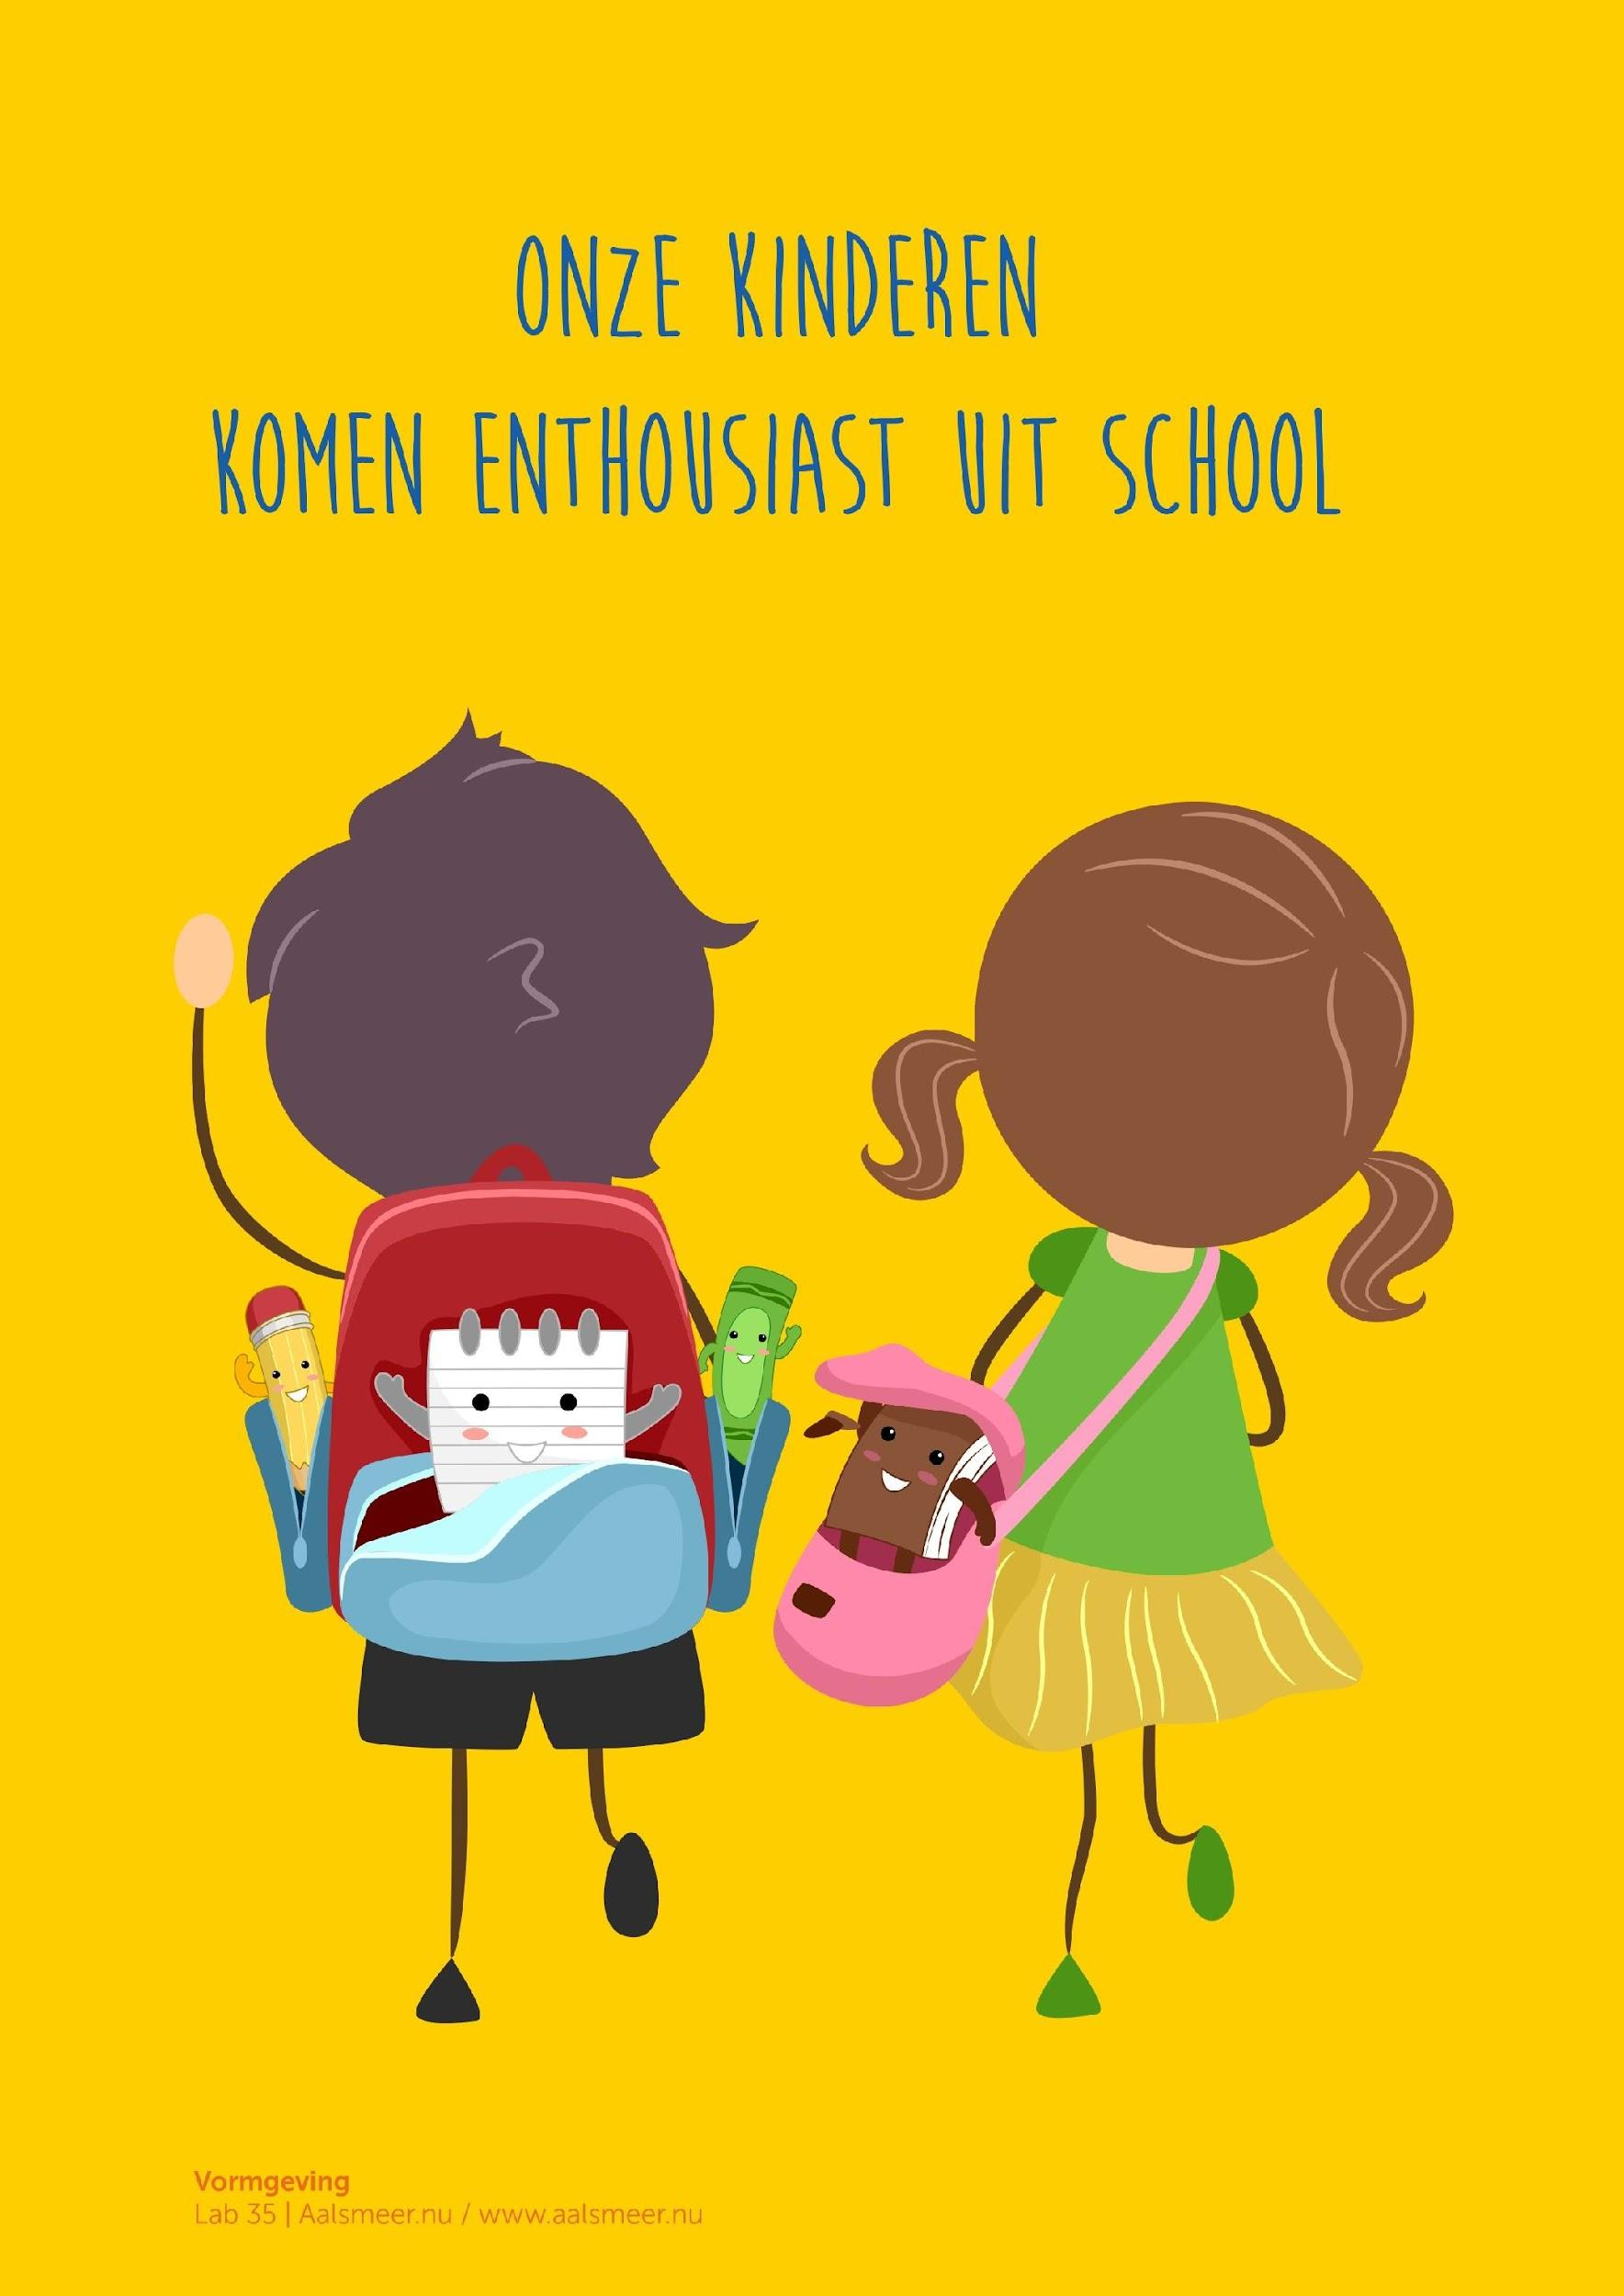 ONZE KINDEREN
KOMEN ENTHOUSIAST UIT SCHOOL
Vormgeving
Lab 35 | Aalsmeer.nu / www.aalsmeer.nu